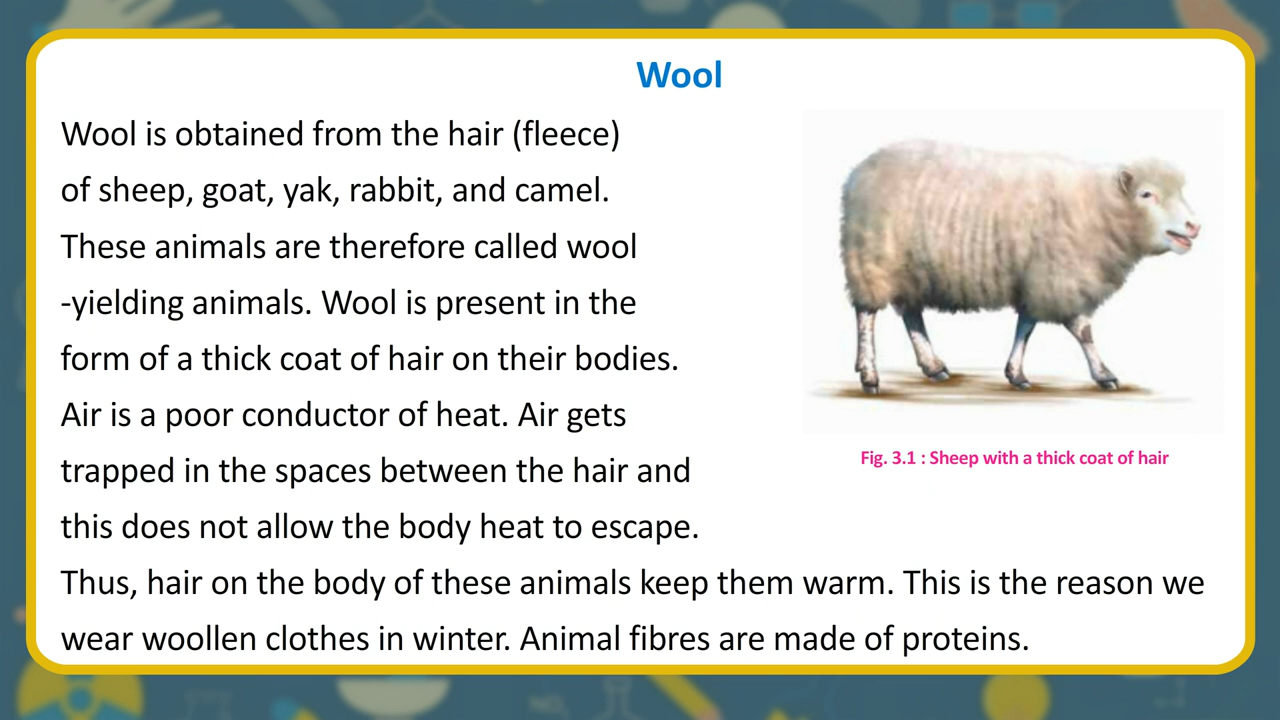 Wool
Wool is obtained from the hair (fleece)
of sheep, goat, yak, rabbit, and camel.
These animals are therefore called wool
-yielding animals. Wool is present in the
form of a thick coat of hair on their bodies.
Air is a poor conductor of heat. Air gets
trapped in the spaces between the hair and
this does not allow the body heat to escape.
Thus, hair on the body of these animals keep them warm. This is the reason we
wear woollen clothes in winter. Animal fibres are made of proteins.
Fig. 3.1 : Sheep with a thick coat of hair